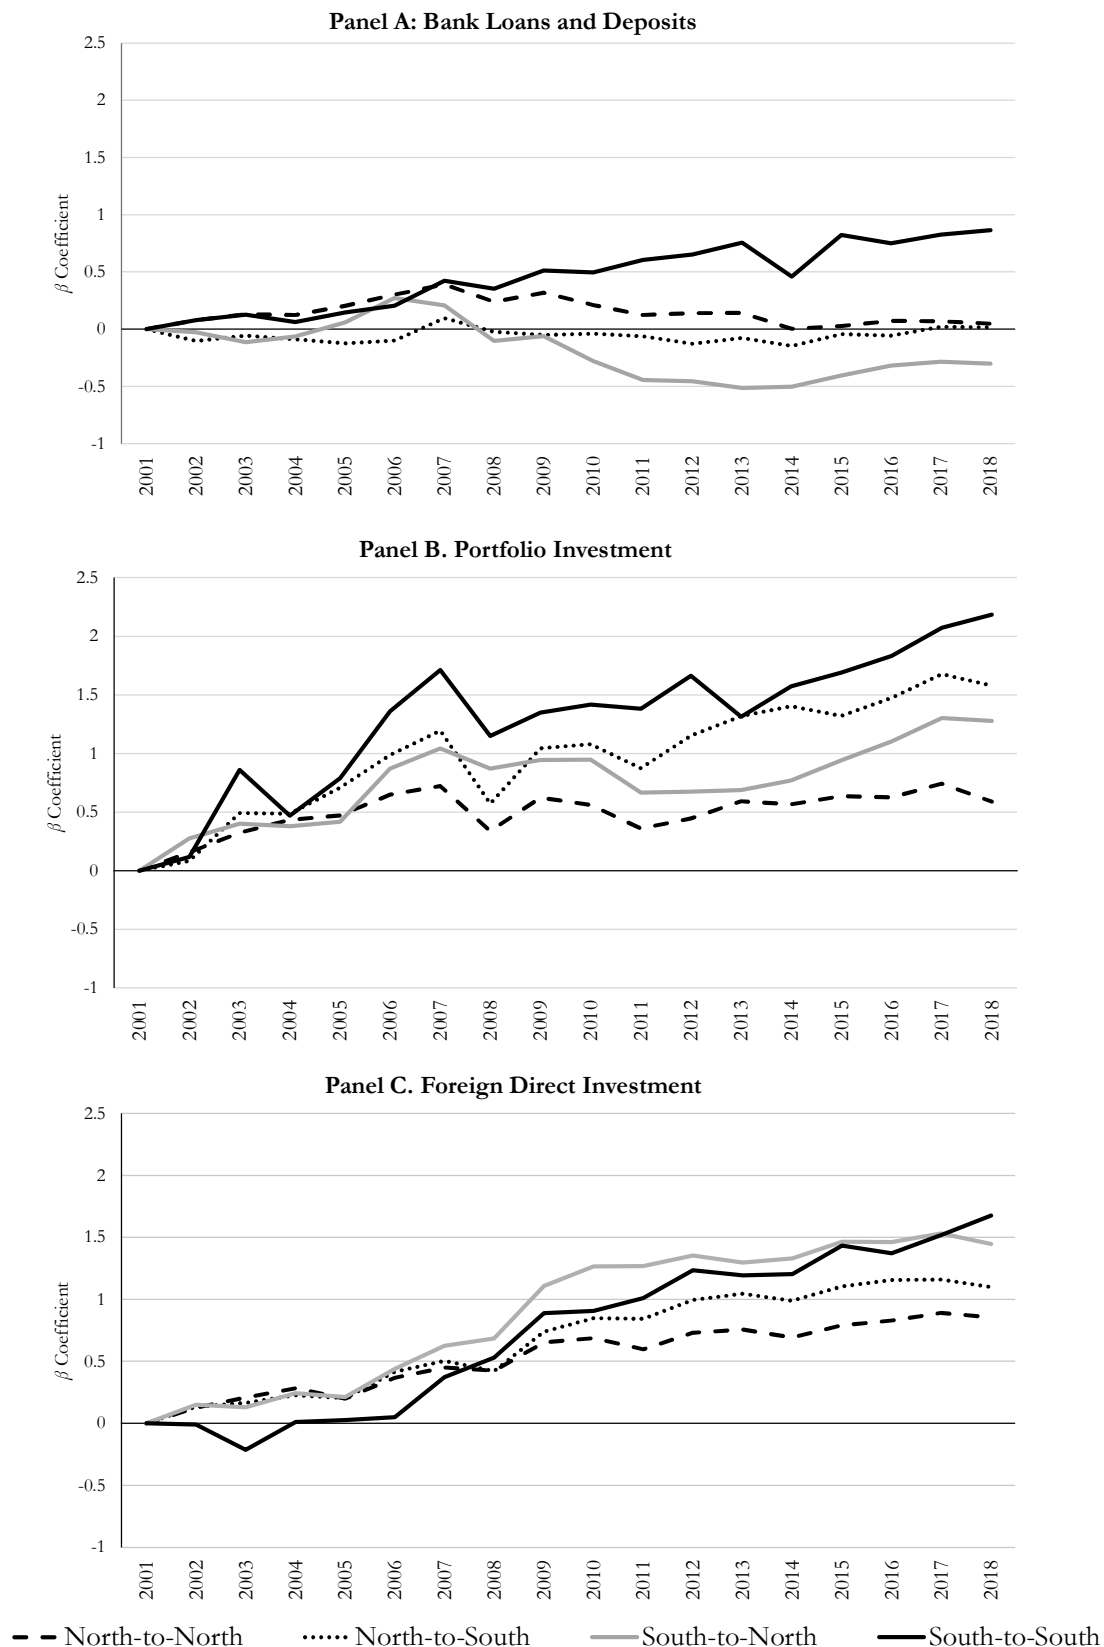 Panel A: Bank Loans and Deposits
2.5
2
1.5
1
0.5
0
-0.5
-1
β Coefficient
2001 2002 2003 2004 2005 2006 2007 2008 2009 2010 2011 2012 2013 2014 2015 2016 2017 2018
Panel B. Portfolio Investment
2.5
2
1.5
1
0.5
0
-0.5
-1
β Coefficient
2001 2002 2003 2004 2005 2006 2007 2008 2009 2010 2011 2012 2013 2014 2015 2016 2017 2018
Panel C. Foreign Direct Investment
2.5
2
1.5
1
0.5
0
-0.5
-1
β Coefficient
2001 2002 2003 2004 2005 2006 2007 2008 2009 2010 2011 2012 2013 2014 2015 2016 2017 2018
North-to-North North-to-South South-to-North South-to-South